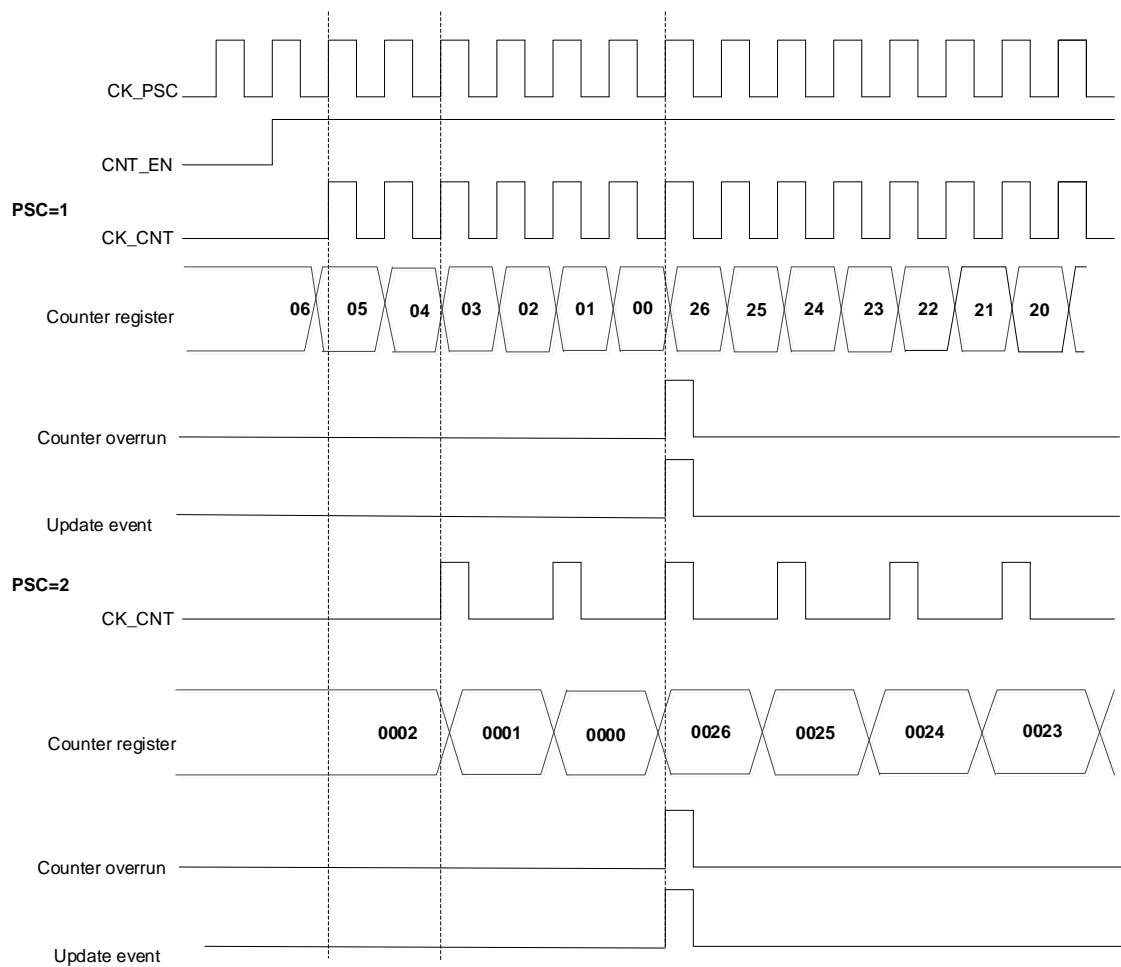 CK_PSC
CNT_EN
PSC=1
CK_CNT
Counter register 06 05 04 03 02 01 00 26 25 24 23 22 21 20
Counter overrun
Update event
PSC=2
CK_CNT
Counter register 0002 0001 0000 0026 0025 0024 0023
Counter overrun
Update event